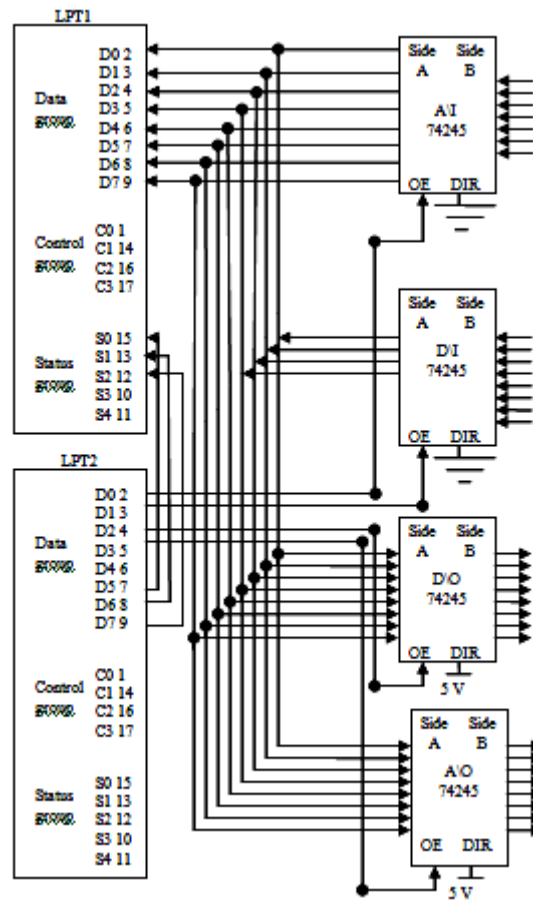 LPT1
D0 2
D1 3
D2 4
D3 5
D4 6
D5 7
D6 8
D7 9
Data
C0 1
C1 14
C2 16
C3 17
Control
S0 15
S1 13
S2 12
S3 10
S4 11
Status
Side Side
A B
A\I
74245
OE DIR
Side Side
A B
D\I
74245
OE DIR
LPT2
D0 2
D1 3
D2 4
D3 5
D4 6
D5 7
D6 8
D7 9
Data
C0 1
C1 14
C2 16
C3 17
Control
S0 15
S1 13
S2 12
S3 10
S4 11
Status
Side Side
A B
D\O
74245
OE DIR
5 V
Side Side
A B
A\O
74245
OE DIR
5 V